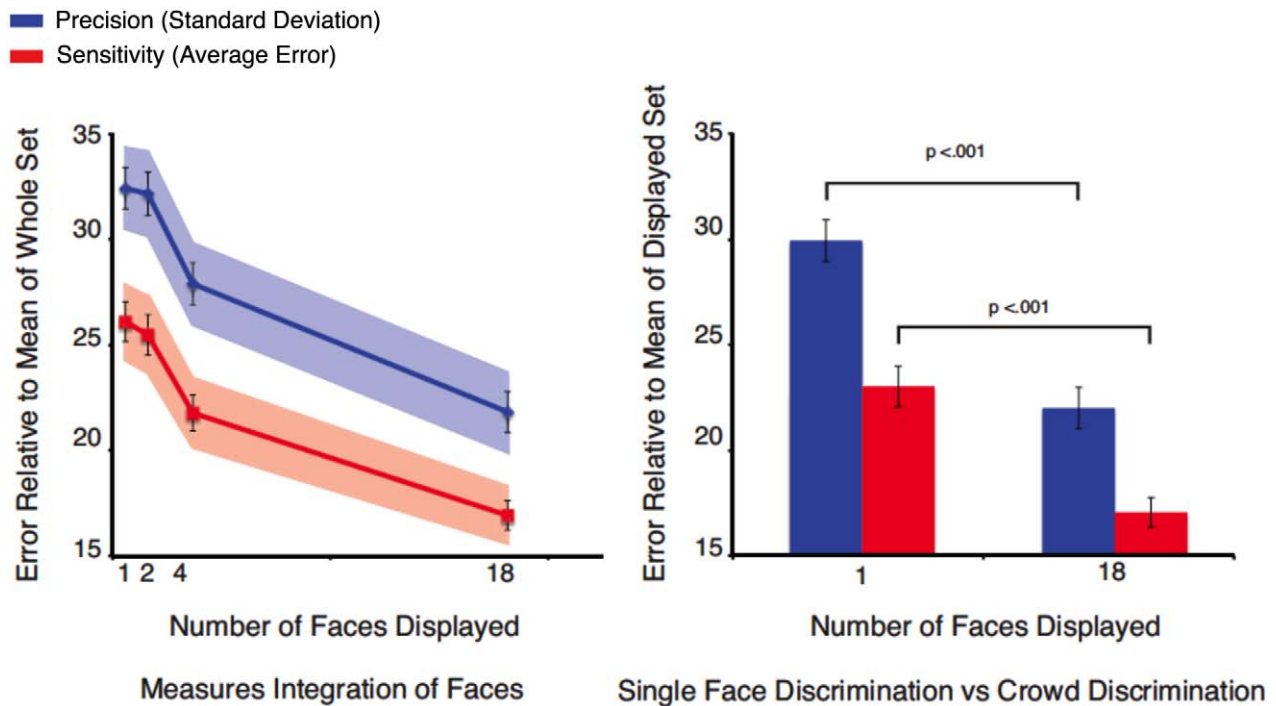 Precision (Standard Deviation)
Sensitivity (Average Error)
Error Relative to Mean of Whole Set
35
30
25
20
15
1 2 4 18
Number of Faces Displayed
Measures Integration of Faces
Error Relative to Mean of Displayed Set
35
30
25
20
15
p <.001
p <.001
1 18
Number of Faces Displayed
Single Face Discrimination vs Crowd Discrimination